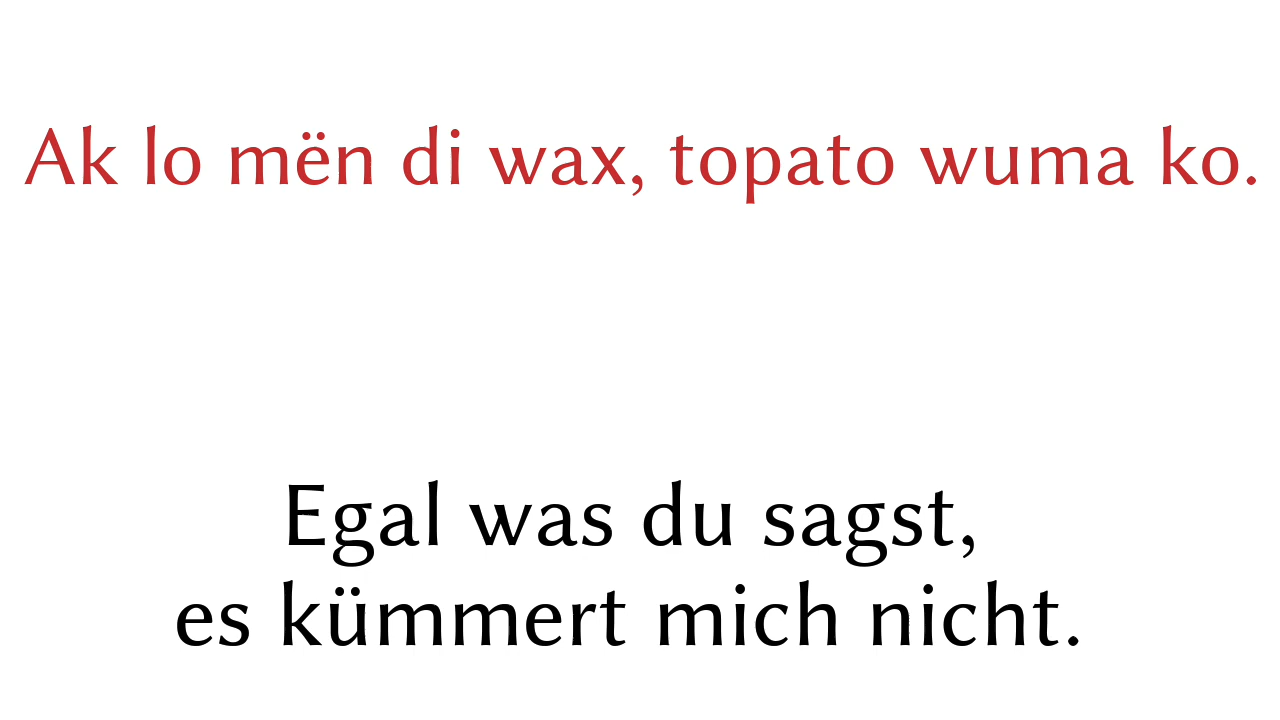 Ak lo mën di wax, topato wuma ko.
Egal was du sagst,
es kümmert mich nicht.